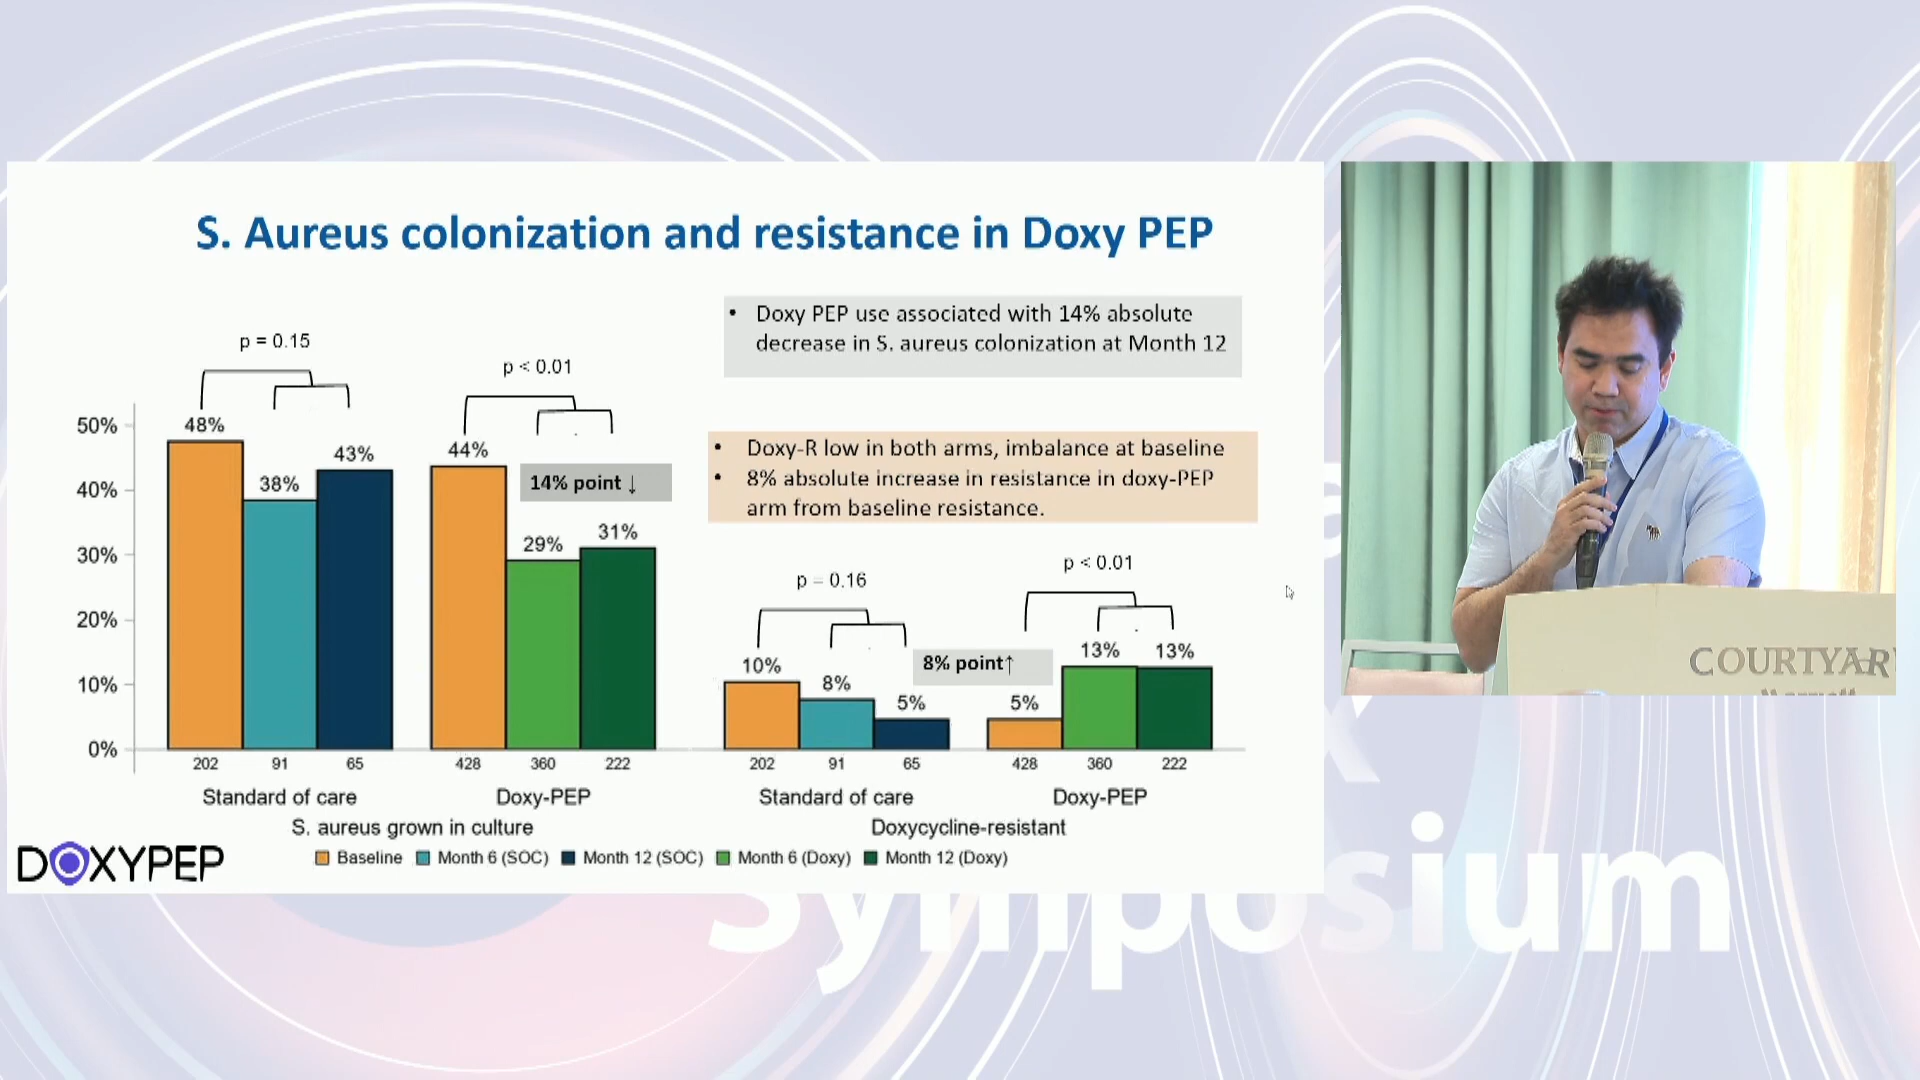 S. Aureus colonization and resistance in Doxy PEP
• Doxy PEP use associated with 14% absolute
decrease in S. aureus colonization at Month 12
• Doxy-R low in both arms, imbalance at baseline
• 8% absolute increase in resistance in doxy-PEP
arm from baseline resistance.
p = 0.15
p < 0.01
50%
40%
30%
20%
10%
0%
48%
38%
43%
44%
29%
31%
14% point ↓
p = 0.16
p < 0.01
10%
8%
5%
8% point↑
5%
13%
13%
202
91
65
428
360
222
202
91
65
428
360
222
Standard of care
Doxy-PEP
Standard of care
Doxy-PEP
S. aureus grown in culture
Doxycycline-resistant
Baseline
Month 6 (SOC)
Month 12 (SOC)
Month 6 (Doxy)
Month 12 (Doxy)
DOXYPEP
COURTYAR
Symposium